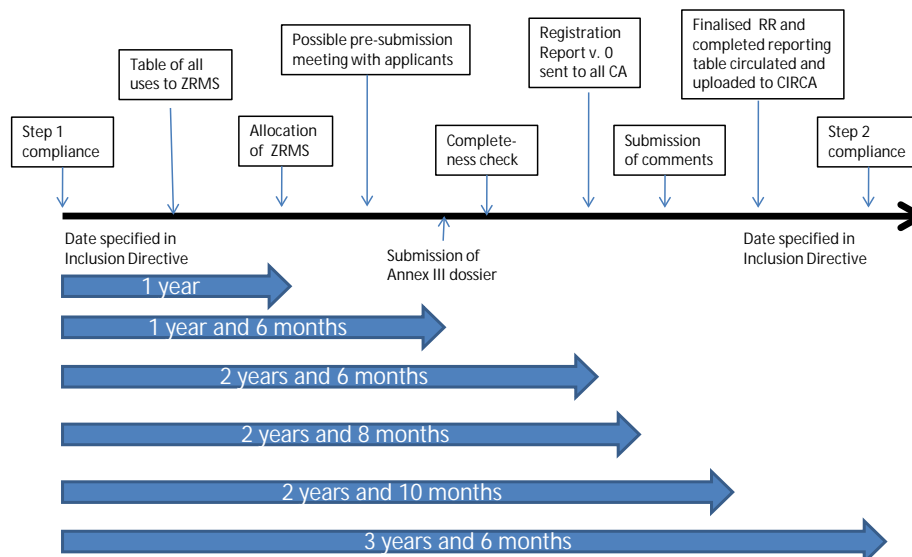 Possible pre-submission
meeting with applicants
Registration
Report v. 0
sent to all CA
Finalised RR and
completed reporting
table circulated and
uploaded to CIRCA
Table of all
uses to ZRMS
Step 1
compliance
Allocation
of ZRMS
Complete-
ness check
Submission
of comments
Step 2
compliance
Date specified in
Inclusion Directive
Submission of
Annex III dossier
Date specified in
Inclusion Directive
1 year
1 year and 6 months
2 years and 6 months
2 years and 8 months
2 years and 10 months
3 years and 6 months